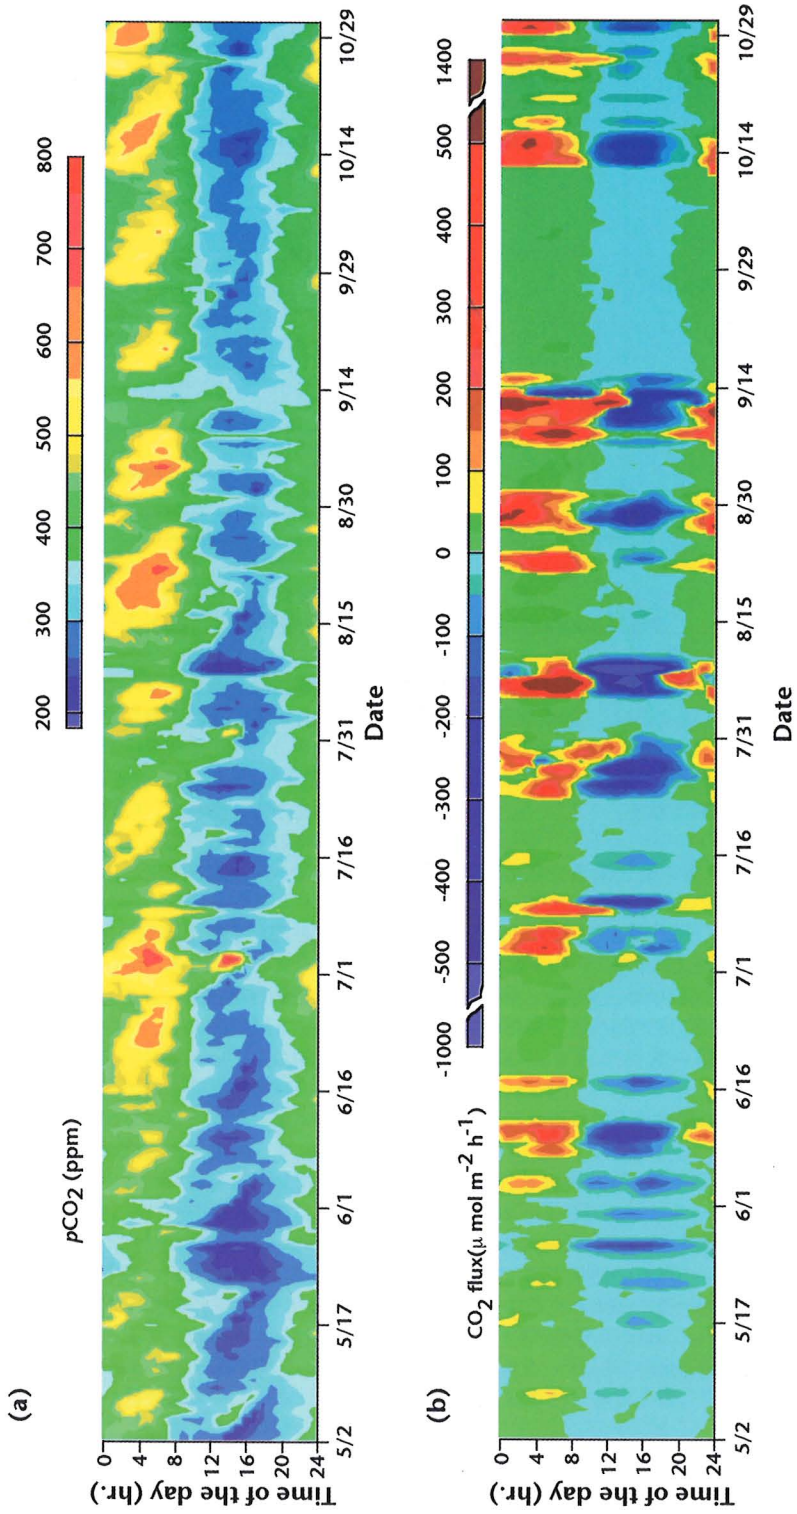 (a)
pCO2 (ppm)
200 300 400 500 600 700 800
Time of the day (hr.)
0
4
8
12
16
20
24
5/2 5/17 6/1 6/16 7/1 7/16 7/31 8/15 8/30 9/14 9/29 10/14 10/29
Date
(b)
CO2 flux(μ mol m-2 h-1)
-1000 -500 -400 -300 -200 -100 0 100 200 300 400 500 1400
Time of the day (hr.)
0
4
8
12
16
20
24
5/2 5/17 6/1 6/16 7/1 7/16 7/31 8/15 8/30 9/14 9/29 10/14 10/29
Date